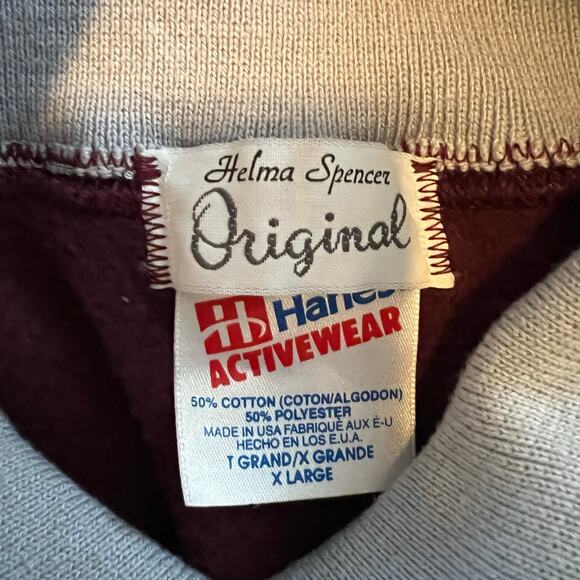 Helma Spencer
Original
Hanes
ACTIVEWEAR
50% COTTON (COTON/ALGODON)
50% POLYESTER
MADE IN USA FABRIQUÉ AUX É-U
HECHO EN LOS E.U.A.
T GRAND/X GRANDE
X LARGE